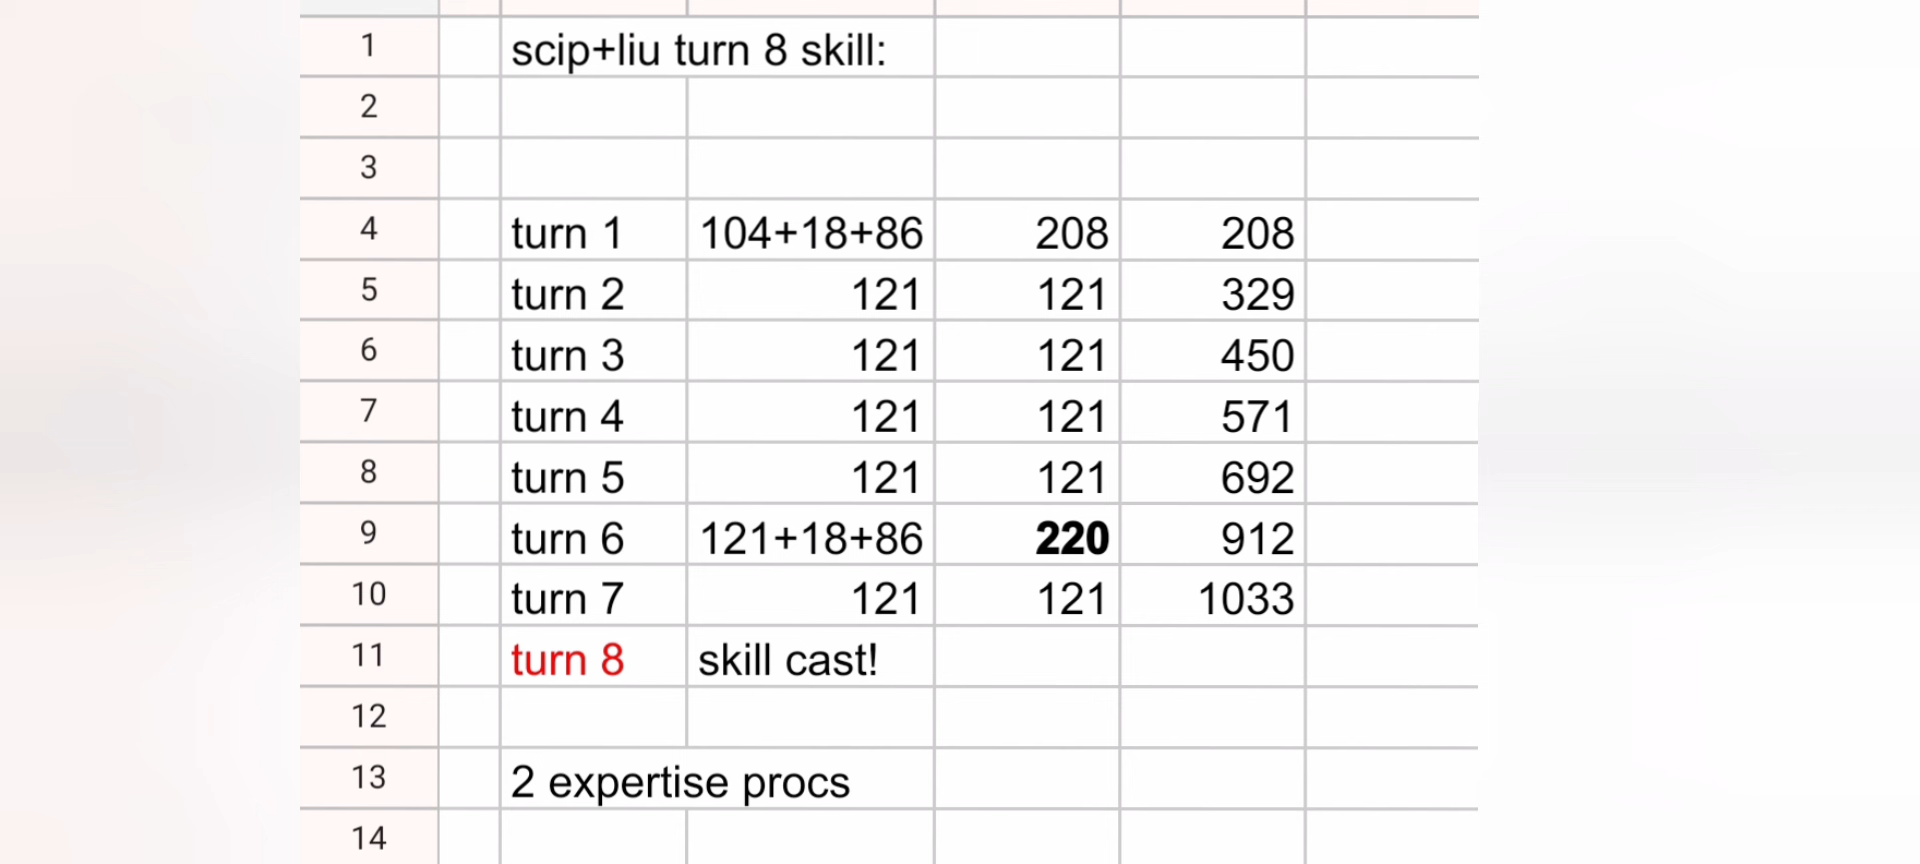 1 scip+liu turn 8 skill:
2
3
4 turn 1 104+18+86 208 208
5 turn 2 121 121 329
6 turn 3 121 121 450
7 turn 4 121 121 571
8 turn 5 121 121 692
9 turn 6 121+18+86 220 912
10 turn 7 121 121 1033
11 turn 8 skill cast!
12
13 2 expertise procs
14